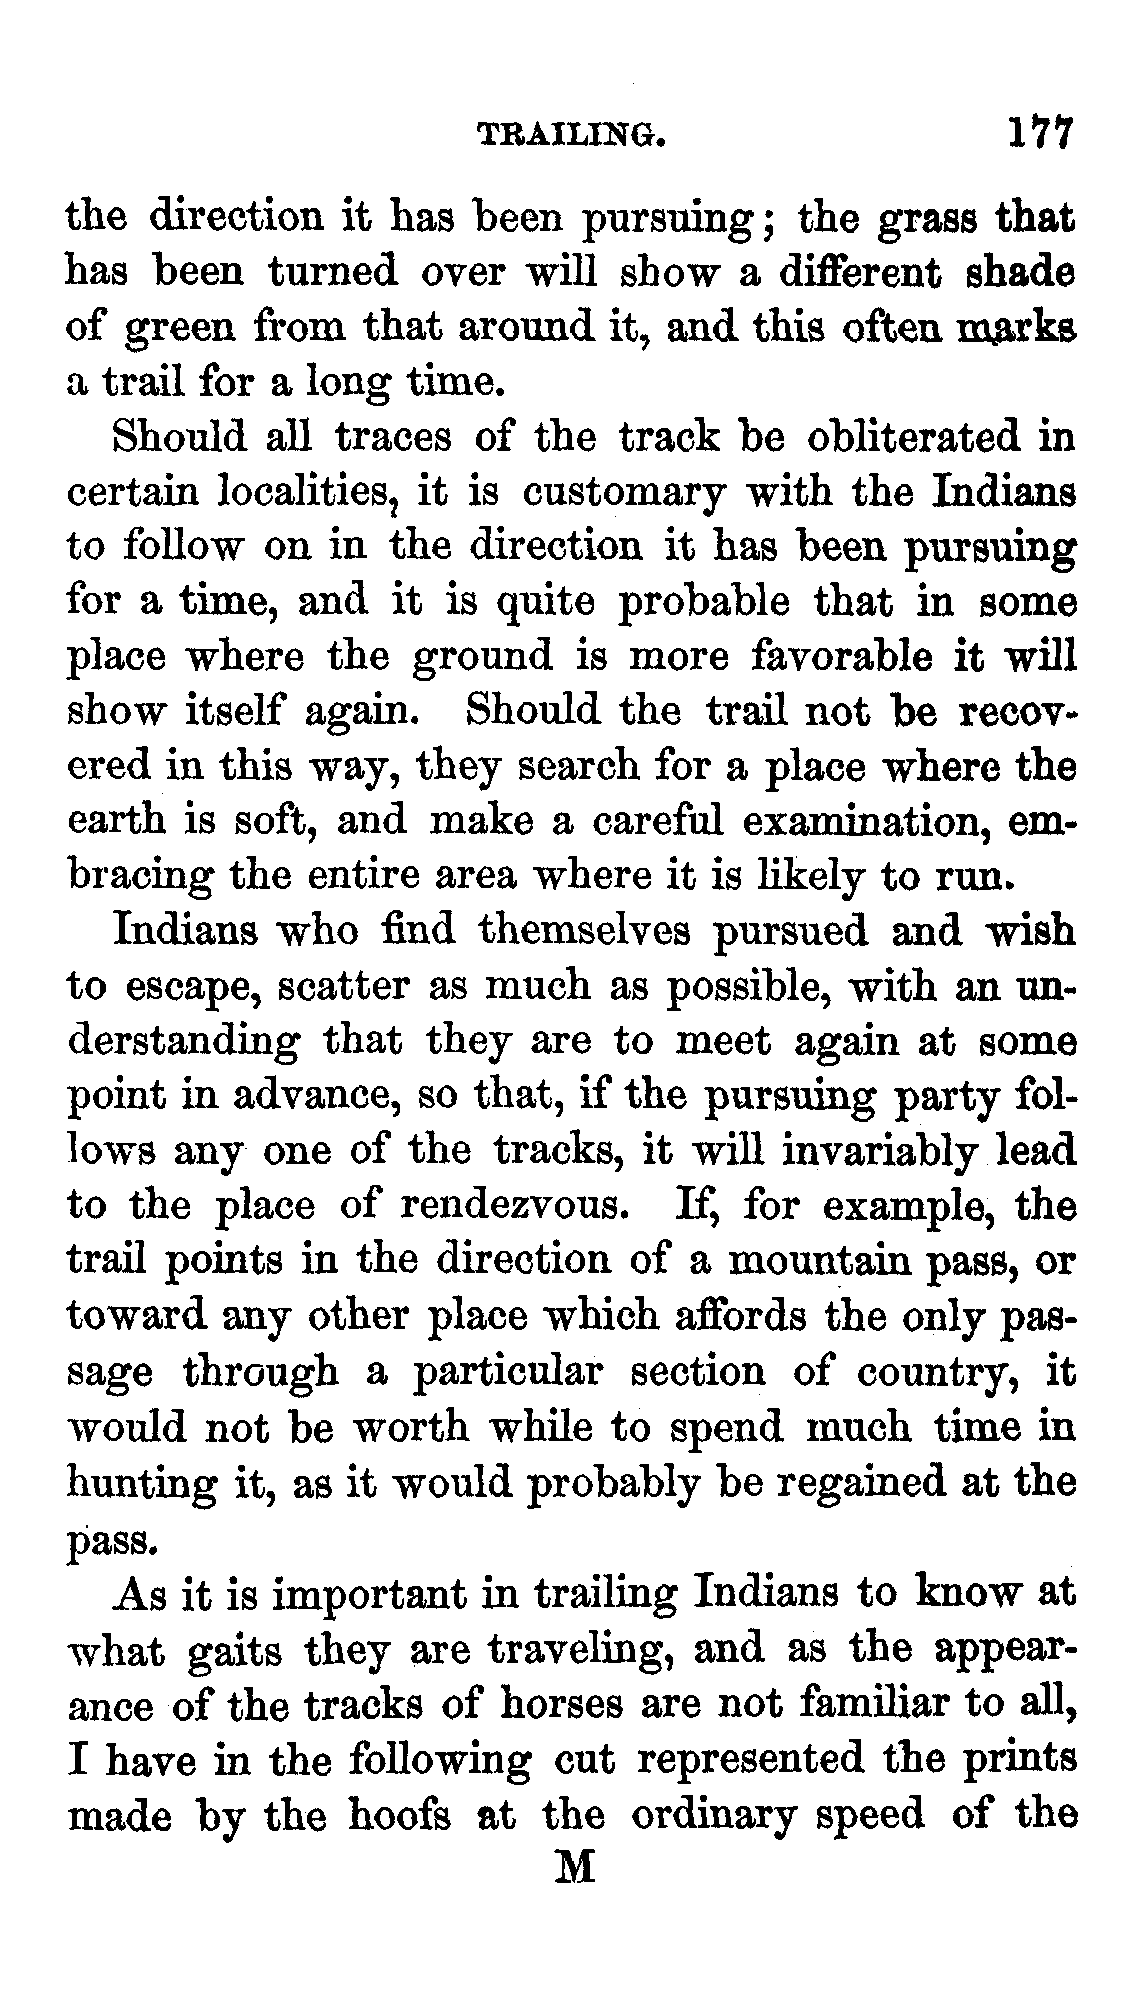 TRAILING. 177
the direction it has been pursuing; the grass that
has been turned over will show a different shade
of green from that around it, and this often marks
a trail for a long time.
Should all traces of the track be obliterated in
certain localities, it is customary with the Indians
to follow on in the direction it has been pursuing
for a time, and it is quite probable that in some
place where the ground is more favorable it will
show itself again. Should the trail not be recov-
ered in this way, they search for a place where the
earth is soft, and make a careful examination, em-
bracing the entire area where it is likely to run.
Indians who find themselves pursued and wish
to escape, scatter as much as possible, with an un-
derstanding that they are to meet again at some
point in advance, so that, if the pursuing party fol-
lows any one of the tracks, it will invariably lead
to the place of rendezvous. If, for example, the
trail points in the direction of a mountain pass, or
toward any other place which affords the only pas-
sage through a particular section of country, it
would not be worth while to spend much time in
hunting it, as it would probably be regained at the
pass.
As it is important in trailing Indians to know at
what gaits they are traveling, and as the appear-
ance of the tracks of horses are not familiar to all,
I have in the following cut represented the prints
made by the hoofs at the ordinary speed of the
M